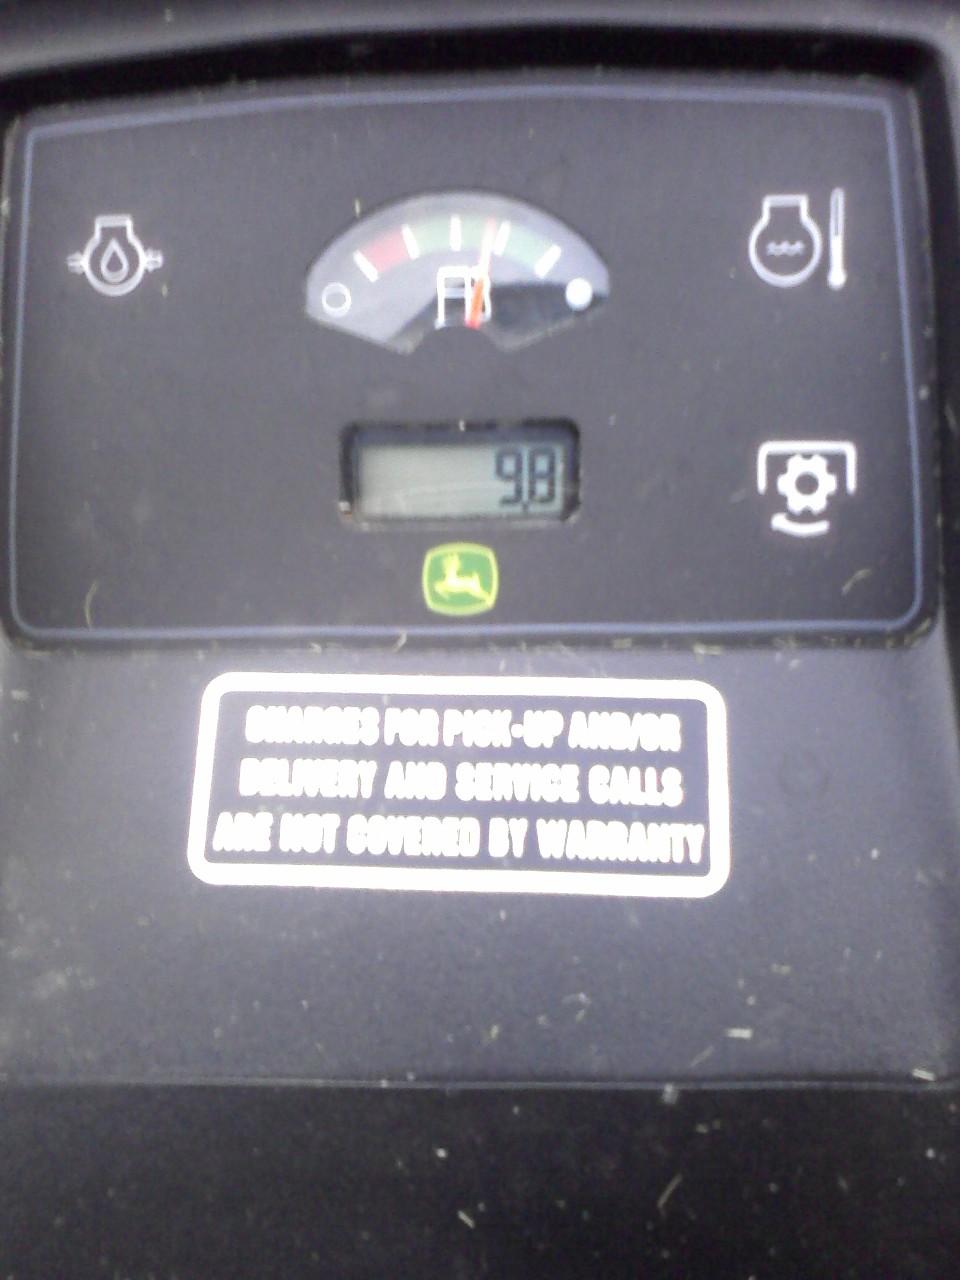 9.8
CHARGES FOR PICK-UP AND/OR
DELIVERY AND SERVICE CALLS
ARE NOT COVERED BY WARRANTY